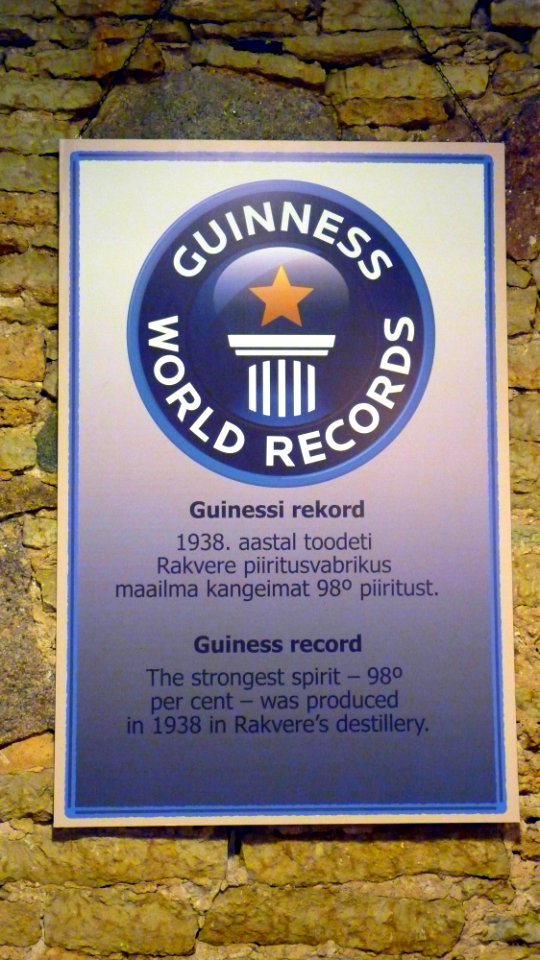 GUINNESS
WORLD RECORDS
Guinessi rekord
1938. aastal toodeti
Rakvere piiritusvabrikus
maailma kangeimat 98º piiritust.
Guiness record
The strongest spirit – 98º
per cent – was produced
in 1938 in Rakvere’s destillery.